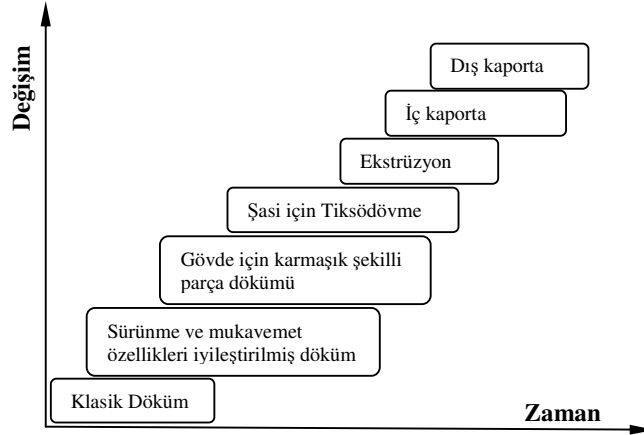 Değişim
Dış kaporta
İç kaporta
Ekstrüzyon
Şasi için Tiksödövme
Gövde için karmaşık şekilli
parça dökümü
Sürünme ve mukavemet
özellikleri iyileştirilmiş döküm
Klasik Döküm
Zaman